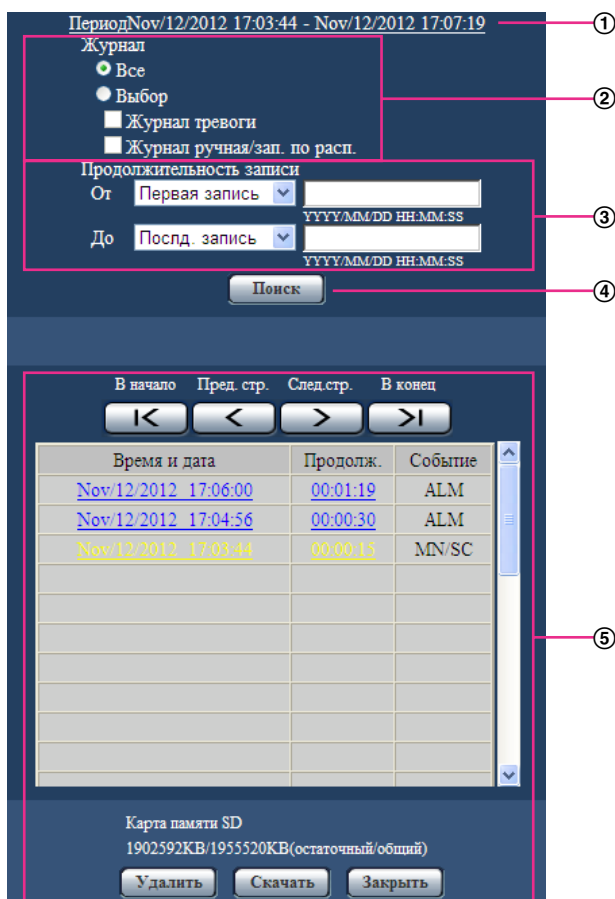 ПериодNov/12/2012 17:03:44 - Nov/12/2012 17:07:19
①
Журнал
Все
Выбор
②
Журнал тревоги
Журнал ручная/зап. по расп.
Продолжительность записи
От Первая запись
YYYY/MM/DD HH:MM:SS
③
До Послд. запись
YYYY/MM/DD HH:MM:SS
Поиск
④
В начало Пред. стр. След.стр. В конец
Время и дата Продолж. Событие
Nov/12/2012 17:06:00 00:01:19 ALM
Nov/12/2012 17:04:56 00:00:30 ALM
Nov/12/2012 17:03:44 00:00:15 MN/SC
⑤
Карта памяти SD
1902592KB/1955520KB(остаточный/общий)
Удалить Скачать Закрыть